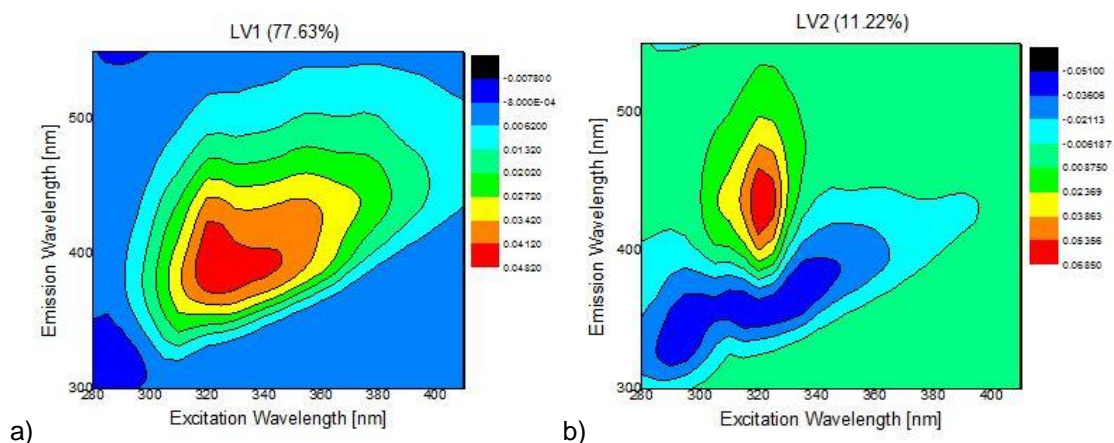 LV1 (77.63%)
500
400
300
280 300 320 340 360 380 400
Emission Wavelength [nm]
Excitation Wavelength [nm]
-0.007800
-8.000E-04
0.006200
0.01320
0.02020
0.02720
0.03420
0.04120
0.04820
a)
LV2 (11.22%)
500
400
300
280 300 320 340 360 380 400
Emission Wavelength [nm]
Excitation Wavelength [nm]
-0.05100
-0.03606
-0.02113
-0.006187
0.008750
0.02369
0.03863
0.05356
0.06850
b)